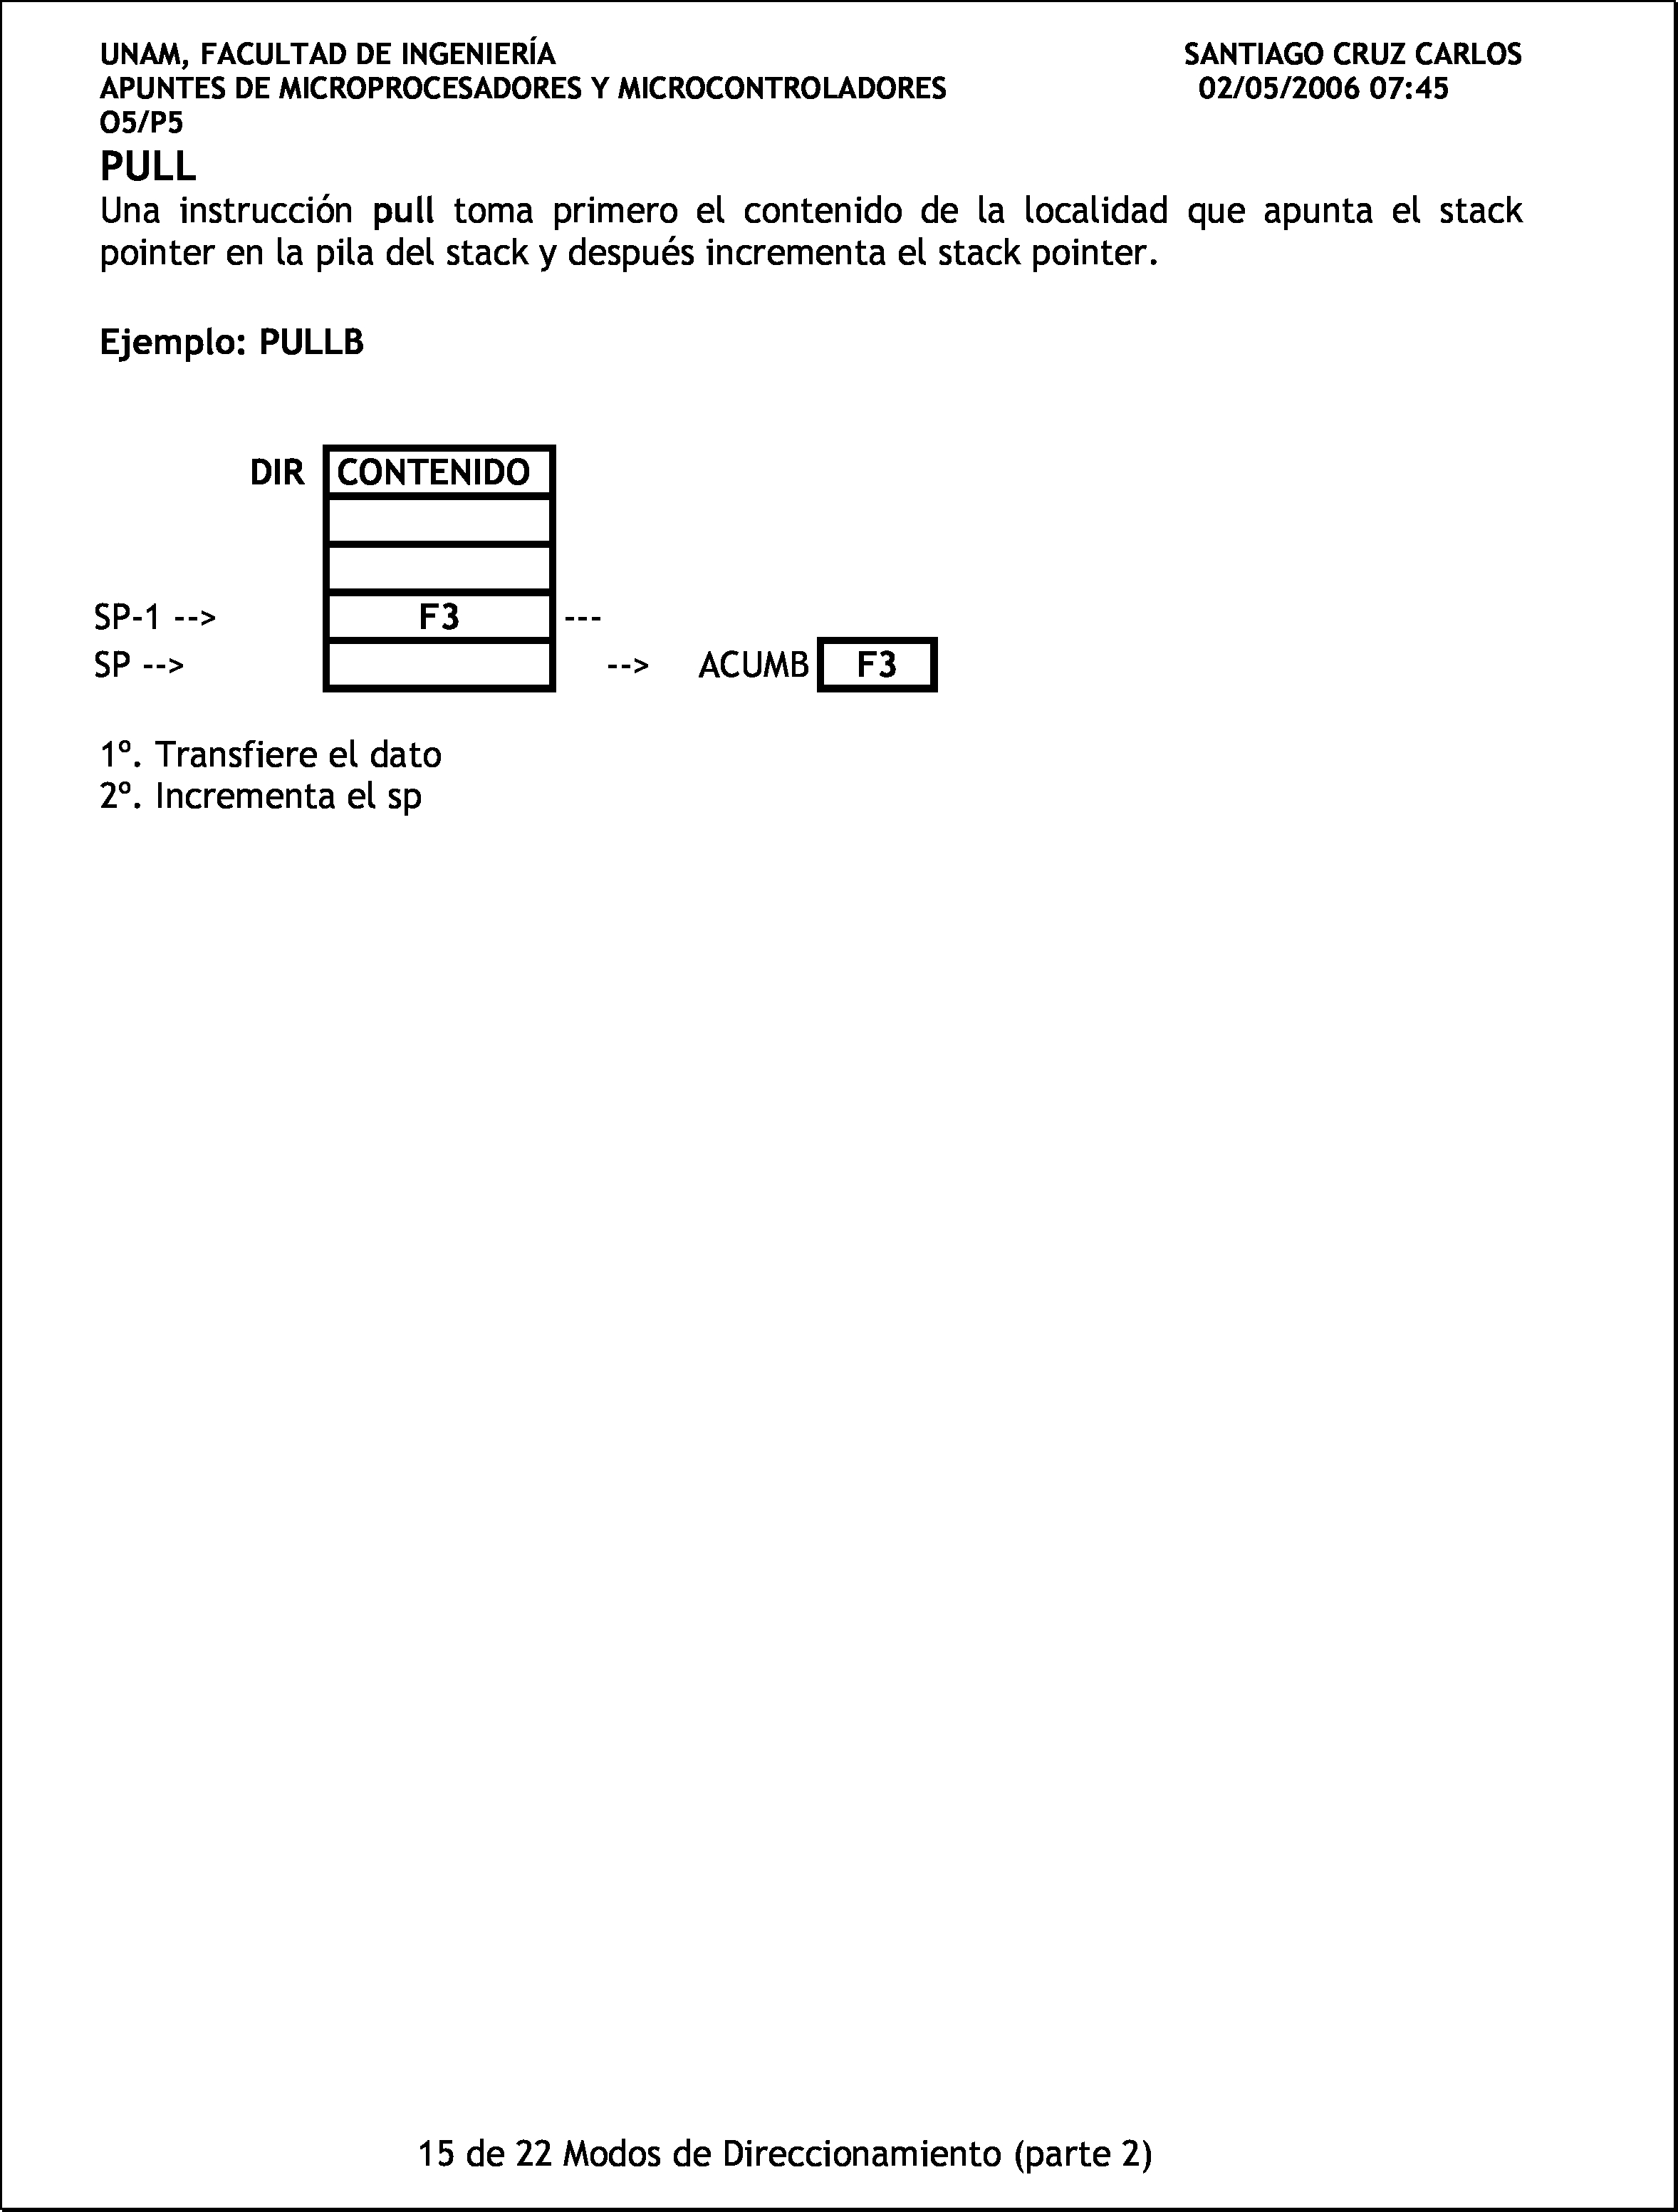 UNAM, FACULTAD DE INGENIERÍA SANTIAGO CRUZ CARLOS
APUNTES DE MICROPROCESADORES Y MICROCONTROLADORES 02/05/2006 07:45
O5/P5
PULL
Una instrucción pull toma primero el contenido de la localidad que apunta el stack
pointer en la pila del stack y después incrementa el stack pointer.
Ejemplo: PULLB
DIR CONTENIDO
SP-1 --> F3 ---
SP --> --> ACUMB F3
1º. Transfiere el dato
2º. Incrementa el sp
15 de 22 Modos de Direccionamiento (parte 2)